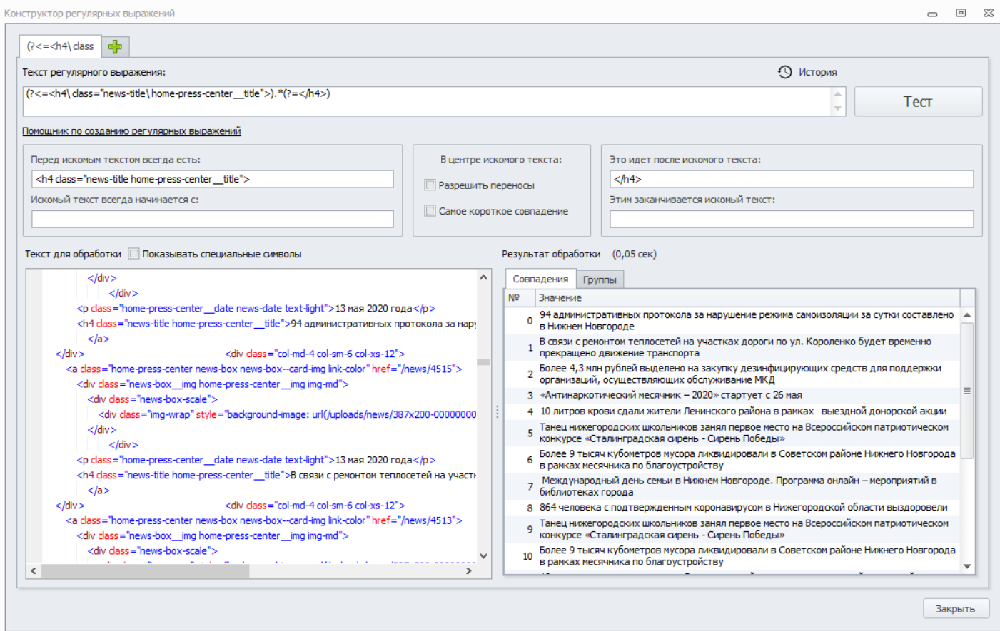 Конструктор регулярных выражений
(?<=<h4\ class
Текст регулярного выражения:
История
(?<=<h4\ class="news-title\ home-press-center__title">).*(?=</h4>)
Тест
Помощник по созданию регулярных выражений
Перед искомым текстом всегда есть:
<h4 class="news-title home-press-center__title">
Искомый текст всегда начинается с:
В центре искомого текста:
Разрешить переносы
Самое короткое совпадение
Это идет после искомого текста:
</h4>
Этим заканчивается искомый текст:
Текст для обработки
Показывать специальные символы
</div>
</div>
<p class="home-press-center__date news-date text-light">13 мая 2020 года</p>
<h4 class="news-title home-press-center__title">94 административных протокола за нару
</a>
</div> <div class="col-md-4 col-sm-6 col-xs-12">
<a class="home-press-center news-box news-box--card-img link-color" href="/news/4515">
<div class="news-box__img home-press-center__img img-md">
<div class="news-box-scale">
<div class="img-wrap" style="background-image: url(/uploads/news/387x200-00000000
</div>
</div>
<p class="home-press-center__date news-date text-light">13 мая 2020 года</p>
<h4 class="news-title home-press-center__title">В связи с ремонтом теплосетей на участк
</a>
</div> <div class="col-md-4 col-sm-6 col-xs-12">
<a class="home-press-center news-box news-box--card-img link-color" href="/news/4513">
<div class="news-box__img home-press-center__img img-md">
<div class="news-box-scale">
Результат обработки (0,05 сек)
Совпадения
Группы
№ Значение
0 94 административных протокола за нарушение режима самоизоляции за сутки составлено
в Нижнем Новгороде
1 В связи с ремонтом теплосетей на участках дороги по ул. Короленко будет временно
прекращено движение транспорта
2 Более 4,3 млн рублей выделено на закупку дезинфицирующих средств для поддержки
организаций, осуществляющих обслуживание МКД
3 «Антинаркотический месячник – 2020» стартует с 26 мая
4 10 литров крови сдали жители Ленинского района в рамках выездной донорской акции
5 Танец нижегородских школьников занял первое место на Всероссийском патриотическом
конкурсе «Сталинградская сирень - Сирень Победы»
6 Более 9 тысяч кубометров мусора ликвидировали в Советском районе Нижнего Новгорода
в рамках месячника по благоустройству
7 Международный день семьи в Нижнем Новгороде. Программа онлайн – мероприятий в
библиотеках города
8 864 человека с подтвержденным коронавирусом в Нижегородской области выздоровели
9 Танец нижегородских школьников занял первое место на Всероссийском патриотическом
конкурсе «Сталинградская сирень - Сирень Победы»
10 Более 9 тысяч кубометров мусора ликвидировали в Советском районе Нижнего Новгорода
в рамках месячника по благоустройству
Закрыть